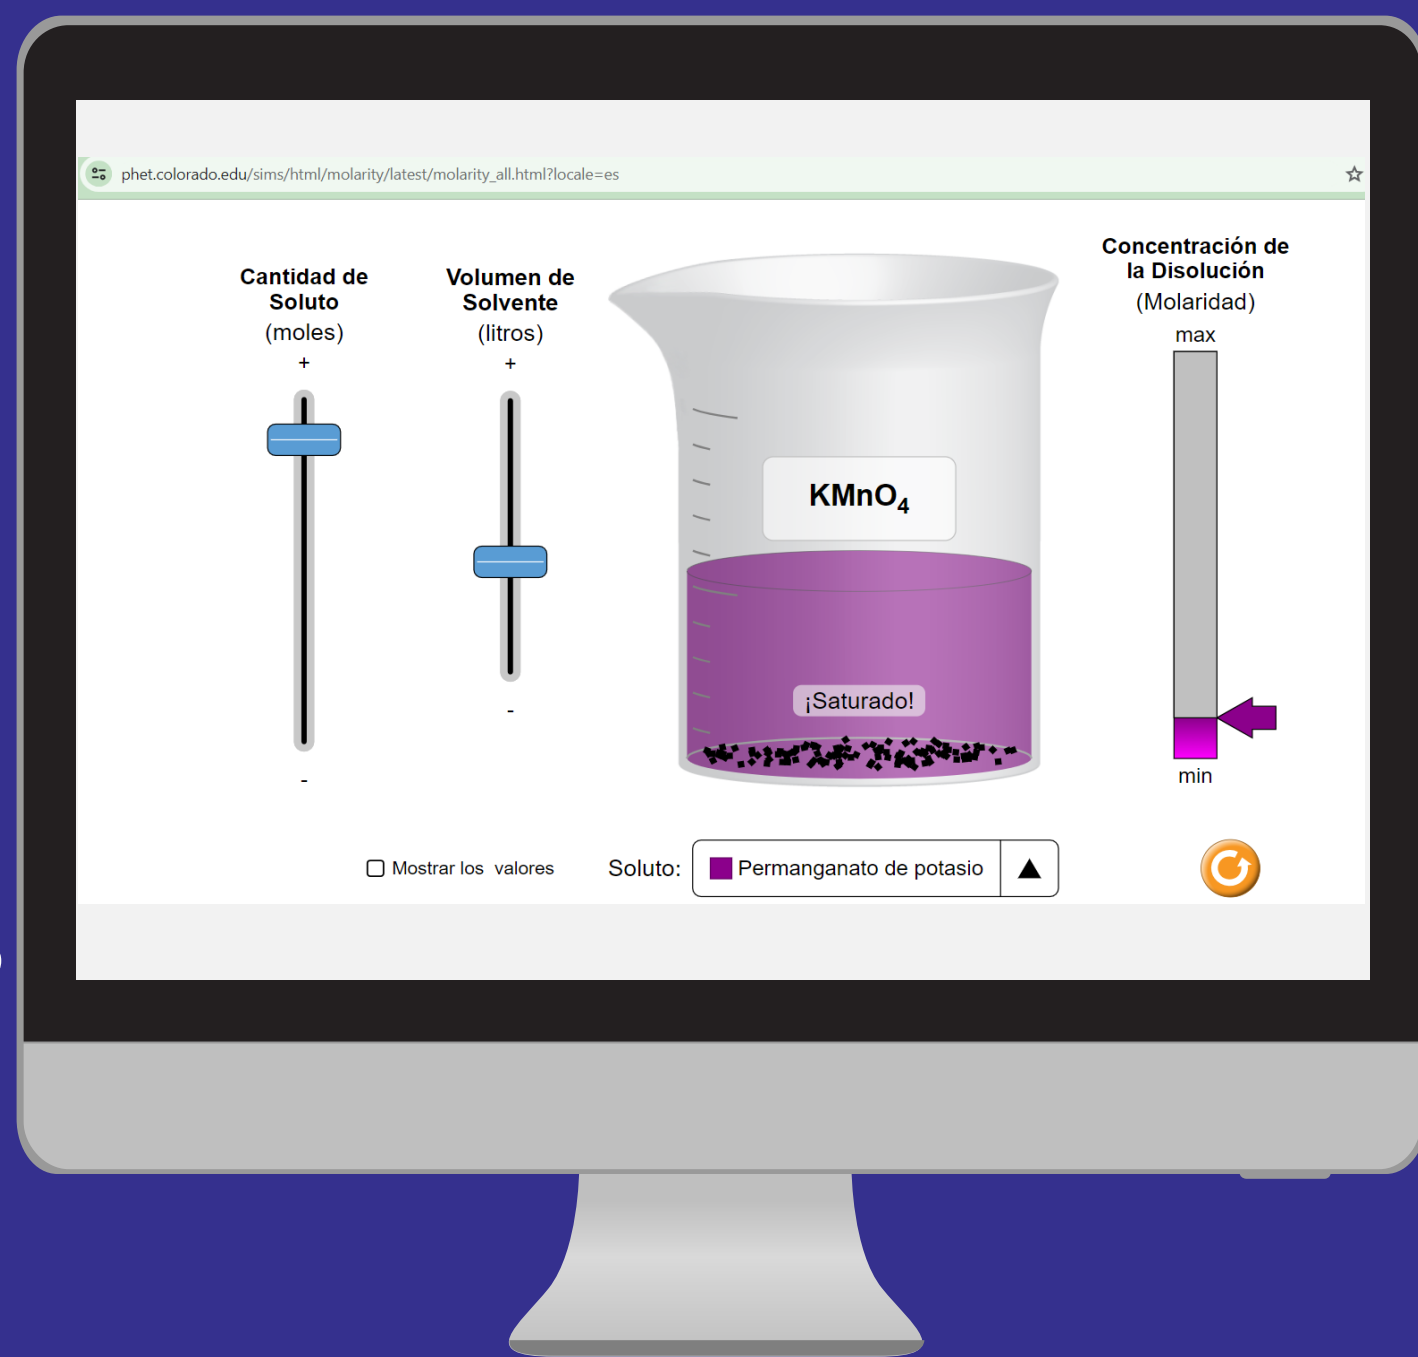 phet.colorado.edu/sims/html/molarity/latest/molarity_all.html?locale=es
Cantidad de
Soluto
(moles)
+
-
Volumen de
Solvente
(litros)
+
-
KMnO₄
¡Saturado!
Concentración de
la Disolución
(Molaridad)
max
min
Mostrar los valores
Soluto:
Permanganato de potasio